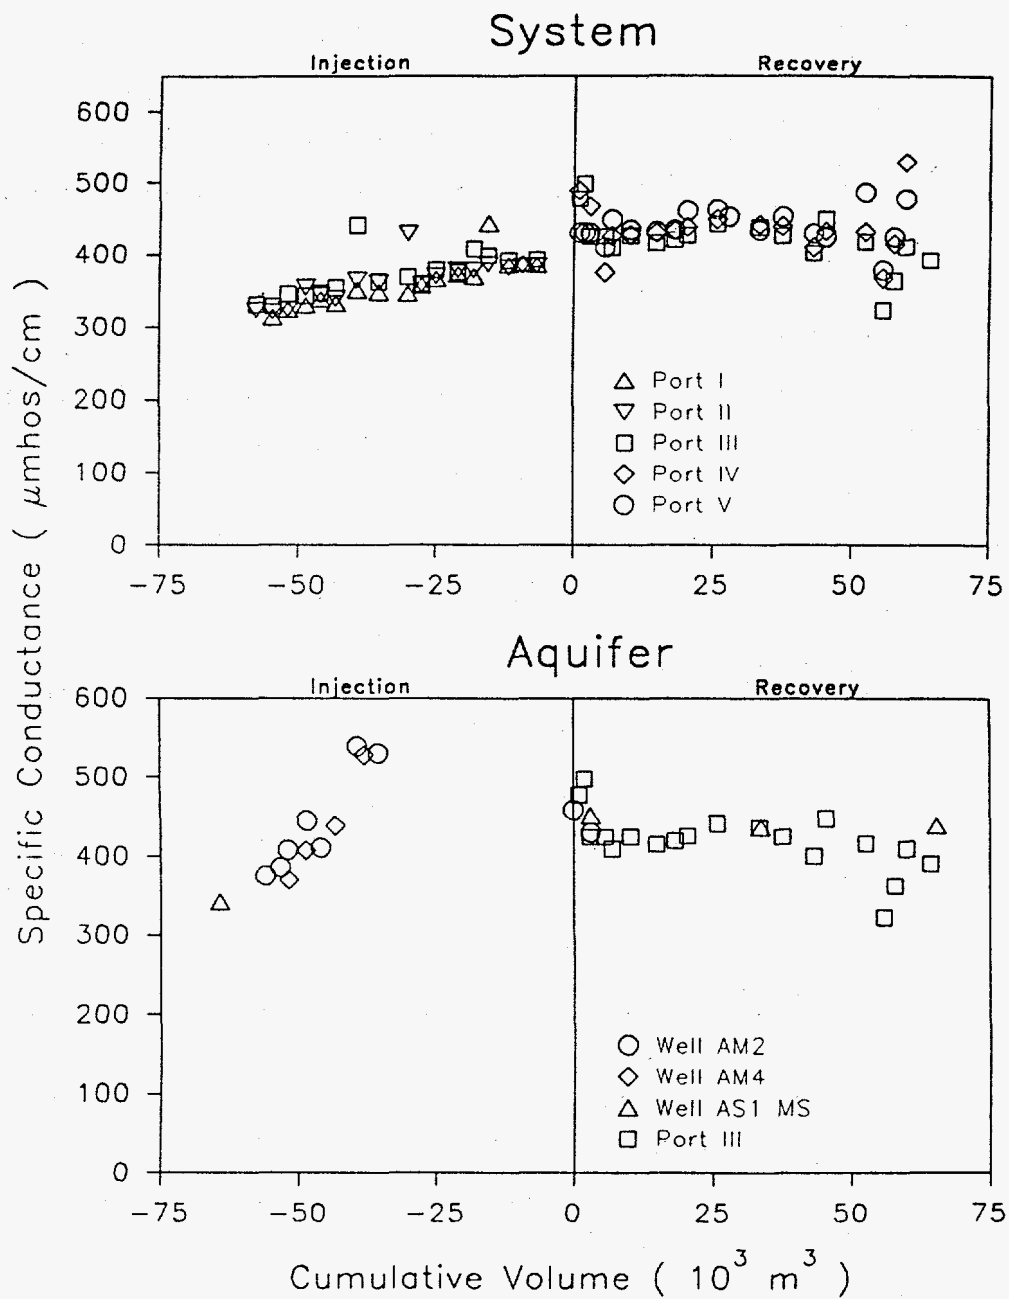 System
Injection Recovery
600
500
400
300
200
100
0
△ Port I
▽ Port II
□ Port III
◇ Port IV
○ Port V
−75 −50 −25 0 25 50 75
Specific Conductance ( μmhos/cm )
Aquifer
Injection Recovery
600
500
400
300
200
100
0
○ Well AM2
◇ Well AM4
△ Well AS1 MS
□ Port III
−75 −50 −25 0 25 50 75
Cumulative Volume ( 10³ m³ )